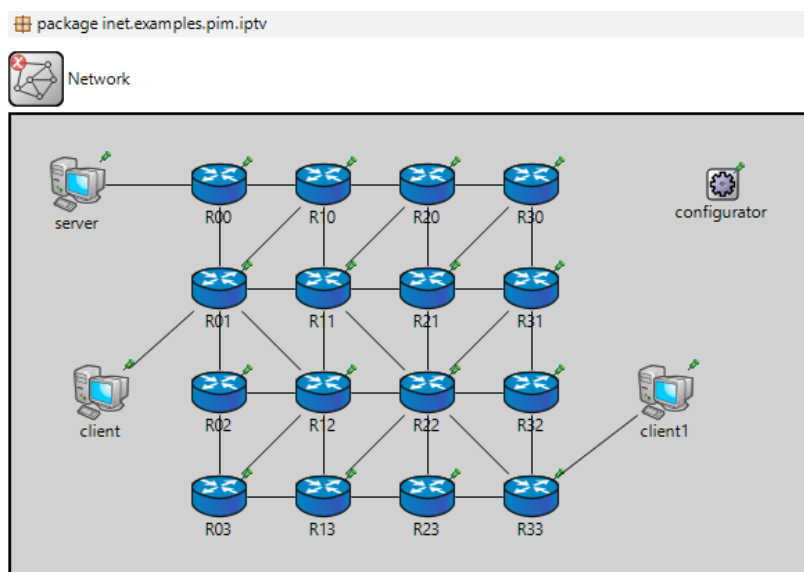 package inet.examples.pim.iptv
Network
server
R00
R10
R20
R30
configurator
R01
R11
R21
R31
client
R02
R12
R22
R32
client1
R03
R13
R23
R33